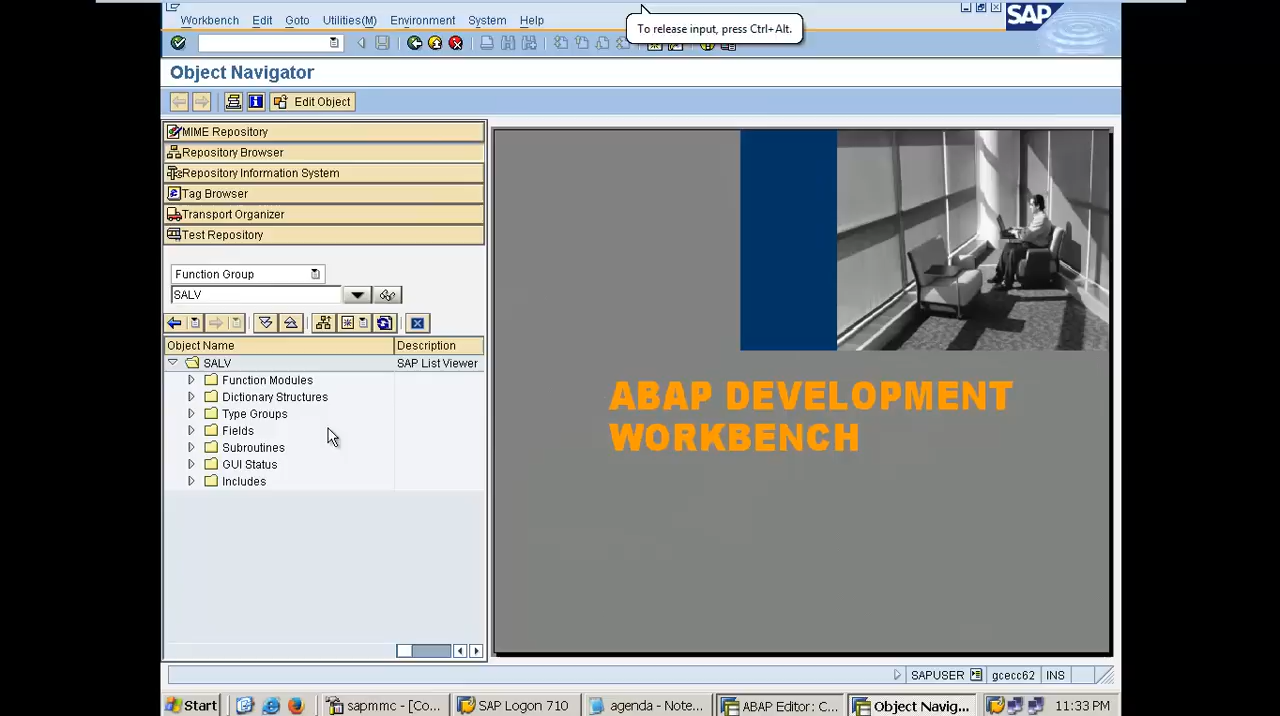 Workbench Edit Goto Utilities(M) Environment System Help
To release input, press Ctrl+Alt.
SAP
Object Navigator
Edit Object
MIME Repository
Repository Browser
Repository Information System
Tag Browser
Transport Organizer
Test Repository
Function Group
SALV
Object Name Description
SALV SAP List Viewer
Function Modules
Dictionary Structures
Type Groups
Fields
Subroutines
GUI Status
Includes
ABAP DEVELOPMENT
WORKBENCH
SAPUSER gcecc62 INS
Start sapmmc - [Co... SAP Logon 710 agenda - Note... ABAP Editor: C... Object Navig... 11:33 PM